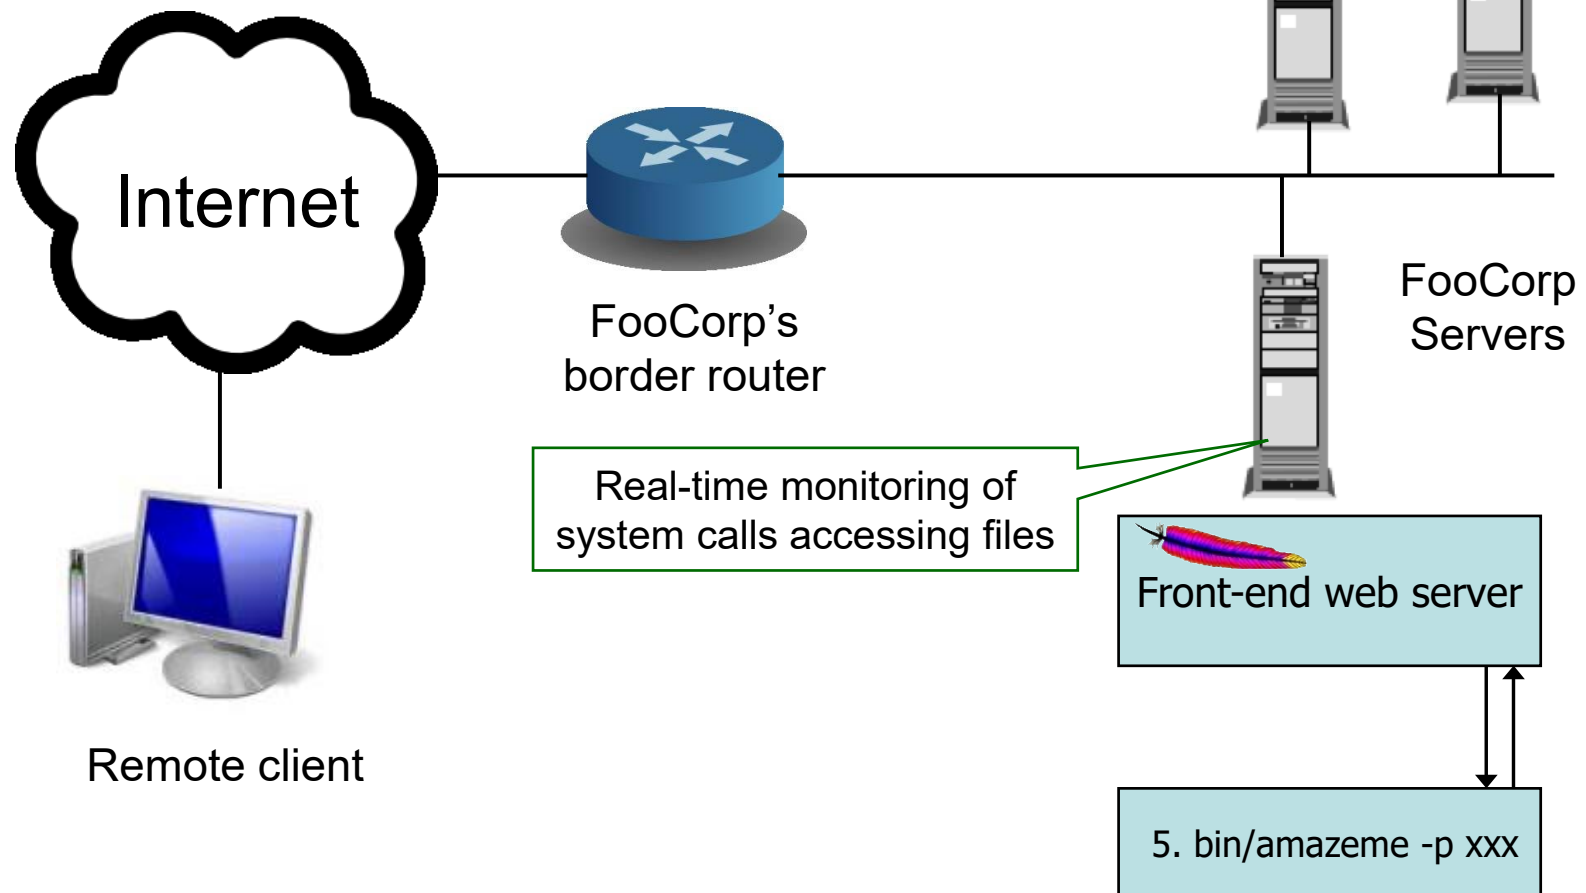 Internet
FooCorp’s
border router
FooCorp
Servers
Real-time monitoring of
system calls accessing files
Front-end web server
Remote client
5. bin/amazeme -p xxx